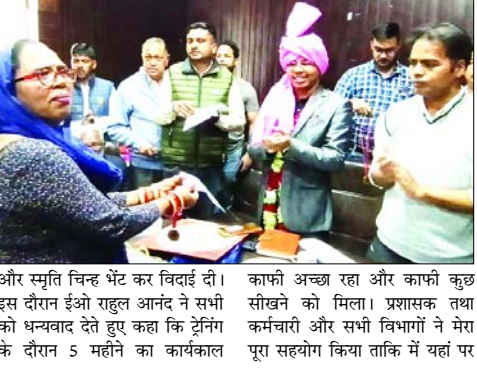 और स्मृति चिन्ह भेंट कर विदाई दी।
इस दौरान ईओ राहुल आनंद ने सभी
को धन्यवाद देते हुए कहा कि ट्रेनिंग
के दौरान 5 महीने का कार्यकाल
काफी अच्छा रहा और काफी कुछ
सीखने को मिला। प्रशासक तथा
कर्मचारी और सभी विभागों ने मेरा
पूरा सहयोग किया ताकि में यहां पर